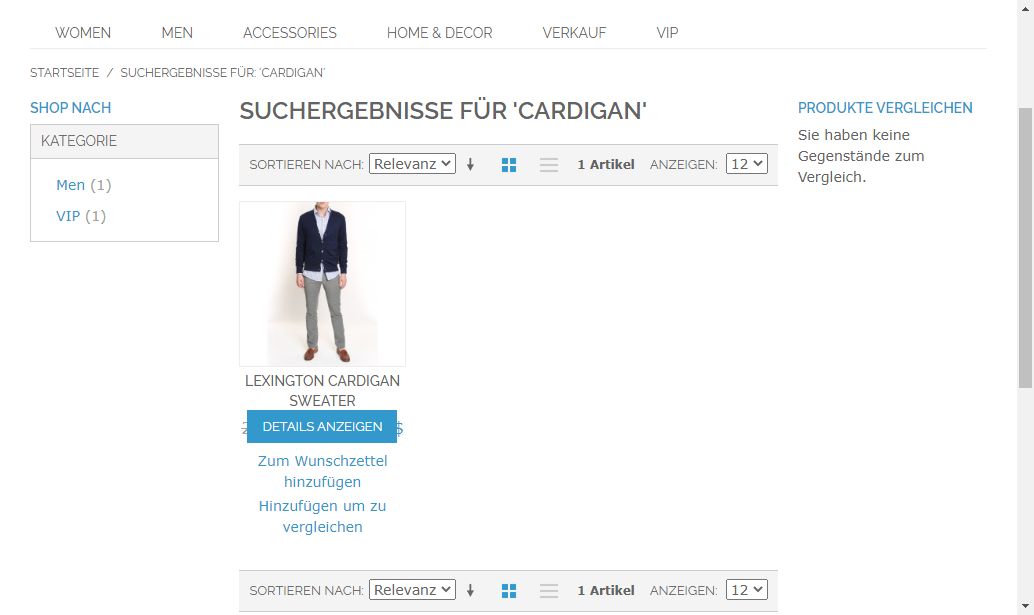 WOMEN MEN ACCESSORIES HOME & DECOR VERKAUF VIP
STARTSEITE / SUCHERGEBNISSE FÜR: 'CARDIGAN'
SHOP NACH
KATEGORIE
Men (1)
VIP (1)
SUCHERGEBNISSE FÜR 'CARDIGAN'
SORTIEREN NACH: Relevanz 1 Artikel ANZEIGEN: 12
LEXINGTON CARDIGAN
SWEATER
DETAILS ANZEIGEN $
Zum Wunschzettel
hinzufügen
Hinzufügen um zu
vergleichen
SORTIEREN NACH: Relevanz 1 Artikel ANZEIGEN: 12
PRODUKTE VERGLEICHEN
Sie haben keine
Gegenstände zum
Vergleich.